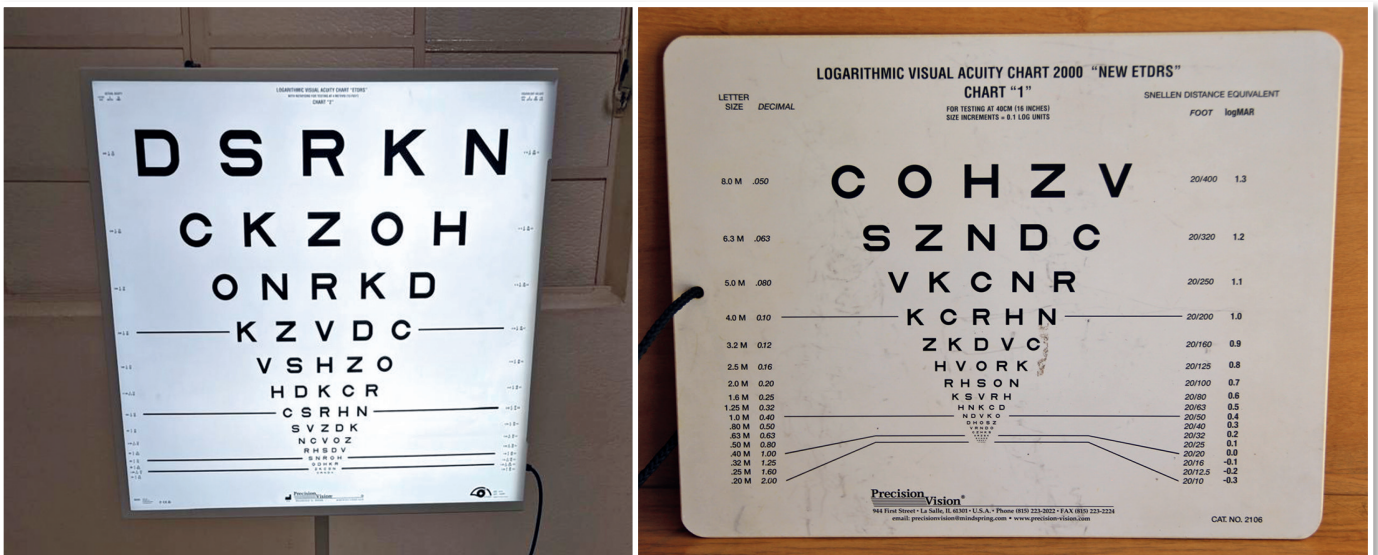 LOGARITHMIC VISUAL ACUITY CHART "ETDRS"
CHART "2"
D S R K N
C K Z O H
O N R K D
K Z V D C
V S H Z O
H D K C R
C S R H N
S V Z D K
N C V O Z
R H S D V
S N R O H
Precision Vision
LOGARITHMIC VISUAL ACUITY CHART 2000 "NEW ETDRS"
CHART "1"
FOR TESTING AT 40CM (16 INCHES)
SIZE INCREMENTS = 0.1 LOG UNITS
LETTER SIZE DECIMAL
SNELLEN DISTANCE EQUIVALENT
FOOT logMAR
8.0 M .050 C O H Z V 20/400 1.3
6.3 M .063 S Z N D C 20/320 1.2
5.0 M .080 V K C N R 20/250 1.1
4.0 M 0.10 K C R H N 20/200 1.0
3.2 M 0.12 Z K D V C 20/160 0.9
2.5 M 0.16 H V O R K 20/125 0.8
2.0 M 0.20 R H S O N 20/100 0.7
1.6 M 0.25 K S V R H 20/80 0.6
1.25 M 0.32 H N K C D 20/63 0.5
1.0 M 0.40 N D V K O 20/50 0.4
.80 M 0.50 D H O S Z 20/40 0.3
.63 M 0.63 20/32 0.2
.50 M 0.80 20/25 0.1
.40 M 1.00 20/20 0.0
.32 M 1.25 20/16 -0.1
.25 M 1.60 20/12.5 -0.2
.20 M 2.00 20/10 -0.3
Precision Vision®
944 First Street • La Salle, IL 61301 • U.S.A. • Phone (815) 223-2022 • FAX (815) 223-2224
email: precisionvision@mindspring.com • www.precision-vision.com
CAT. NO. 2106